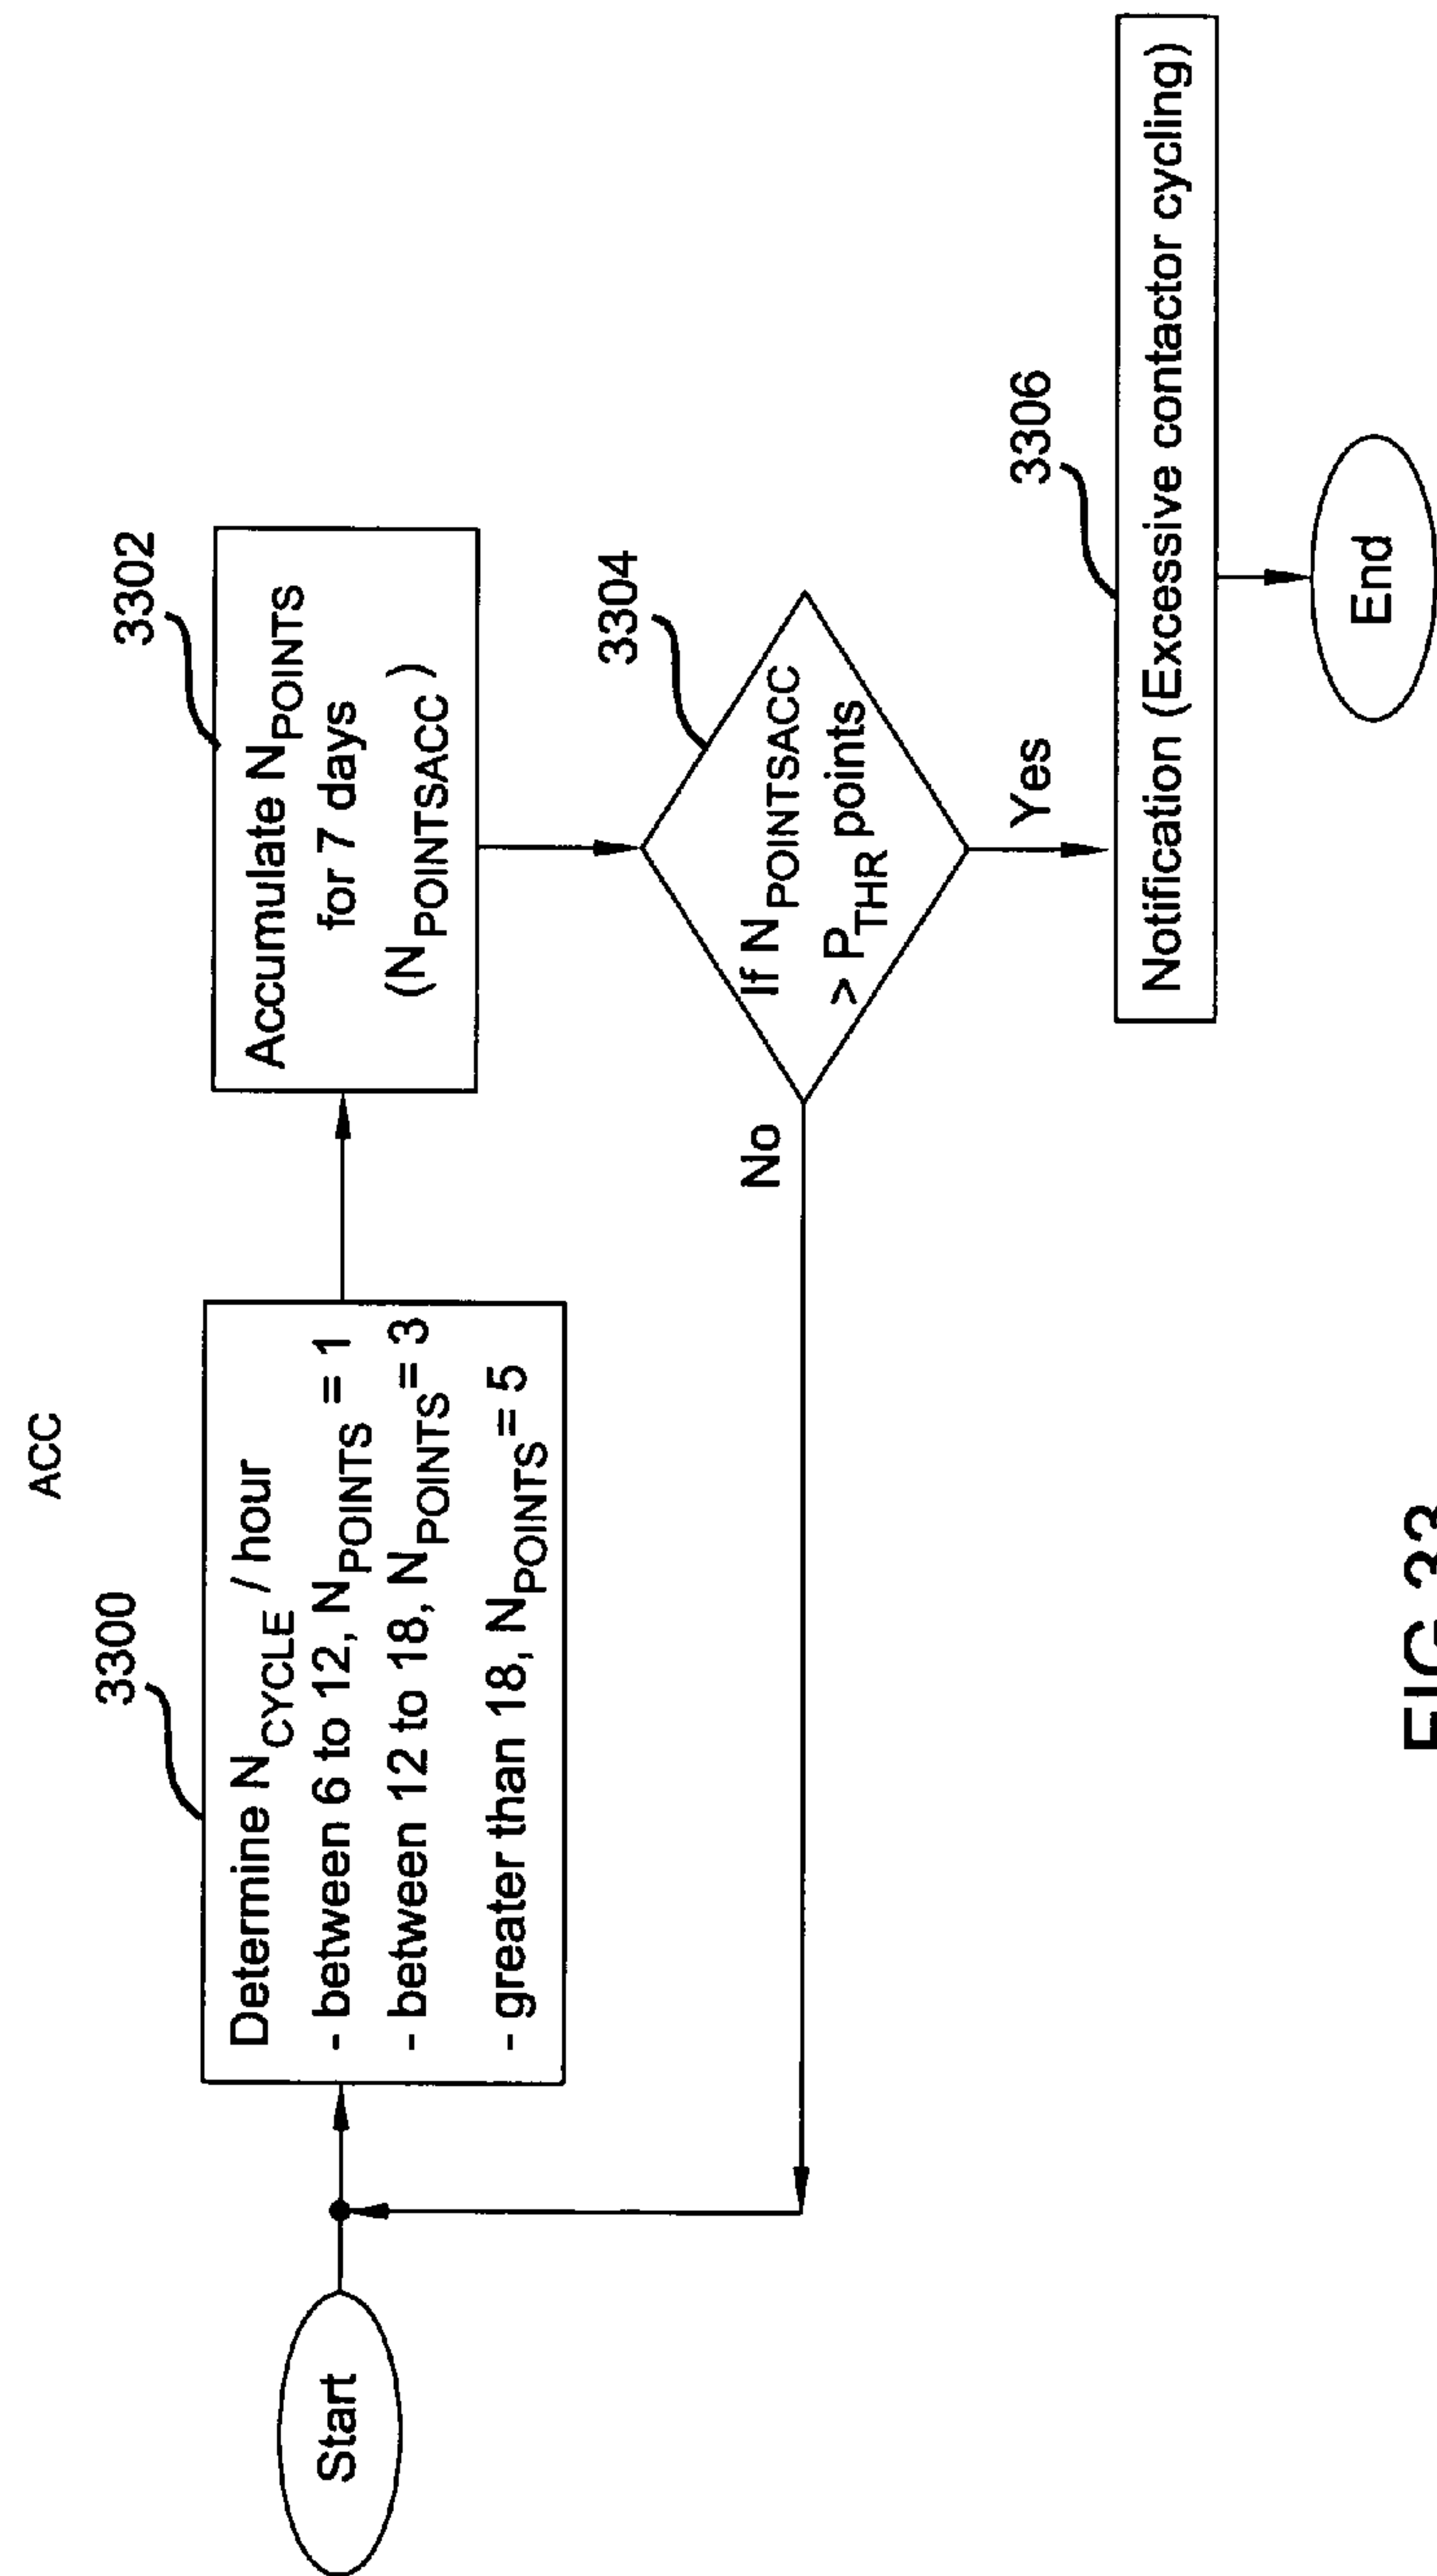 ACC
Start
3300
Determine N_CYCLE / hour
- between 6 to 12, N_POINTS = 1
- between 12 to 18, N_POINTS = 3
- greater than 18, N_POINTS = 5
3302
Accumulate N_POINTS
for 7 days
(N_POINTSACC)
3304
If N_POINTSACC
> P_THR points
No
Yes
3306
Notification (Excessive contactor cycling)
End
FIG 33